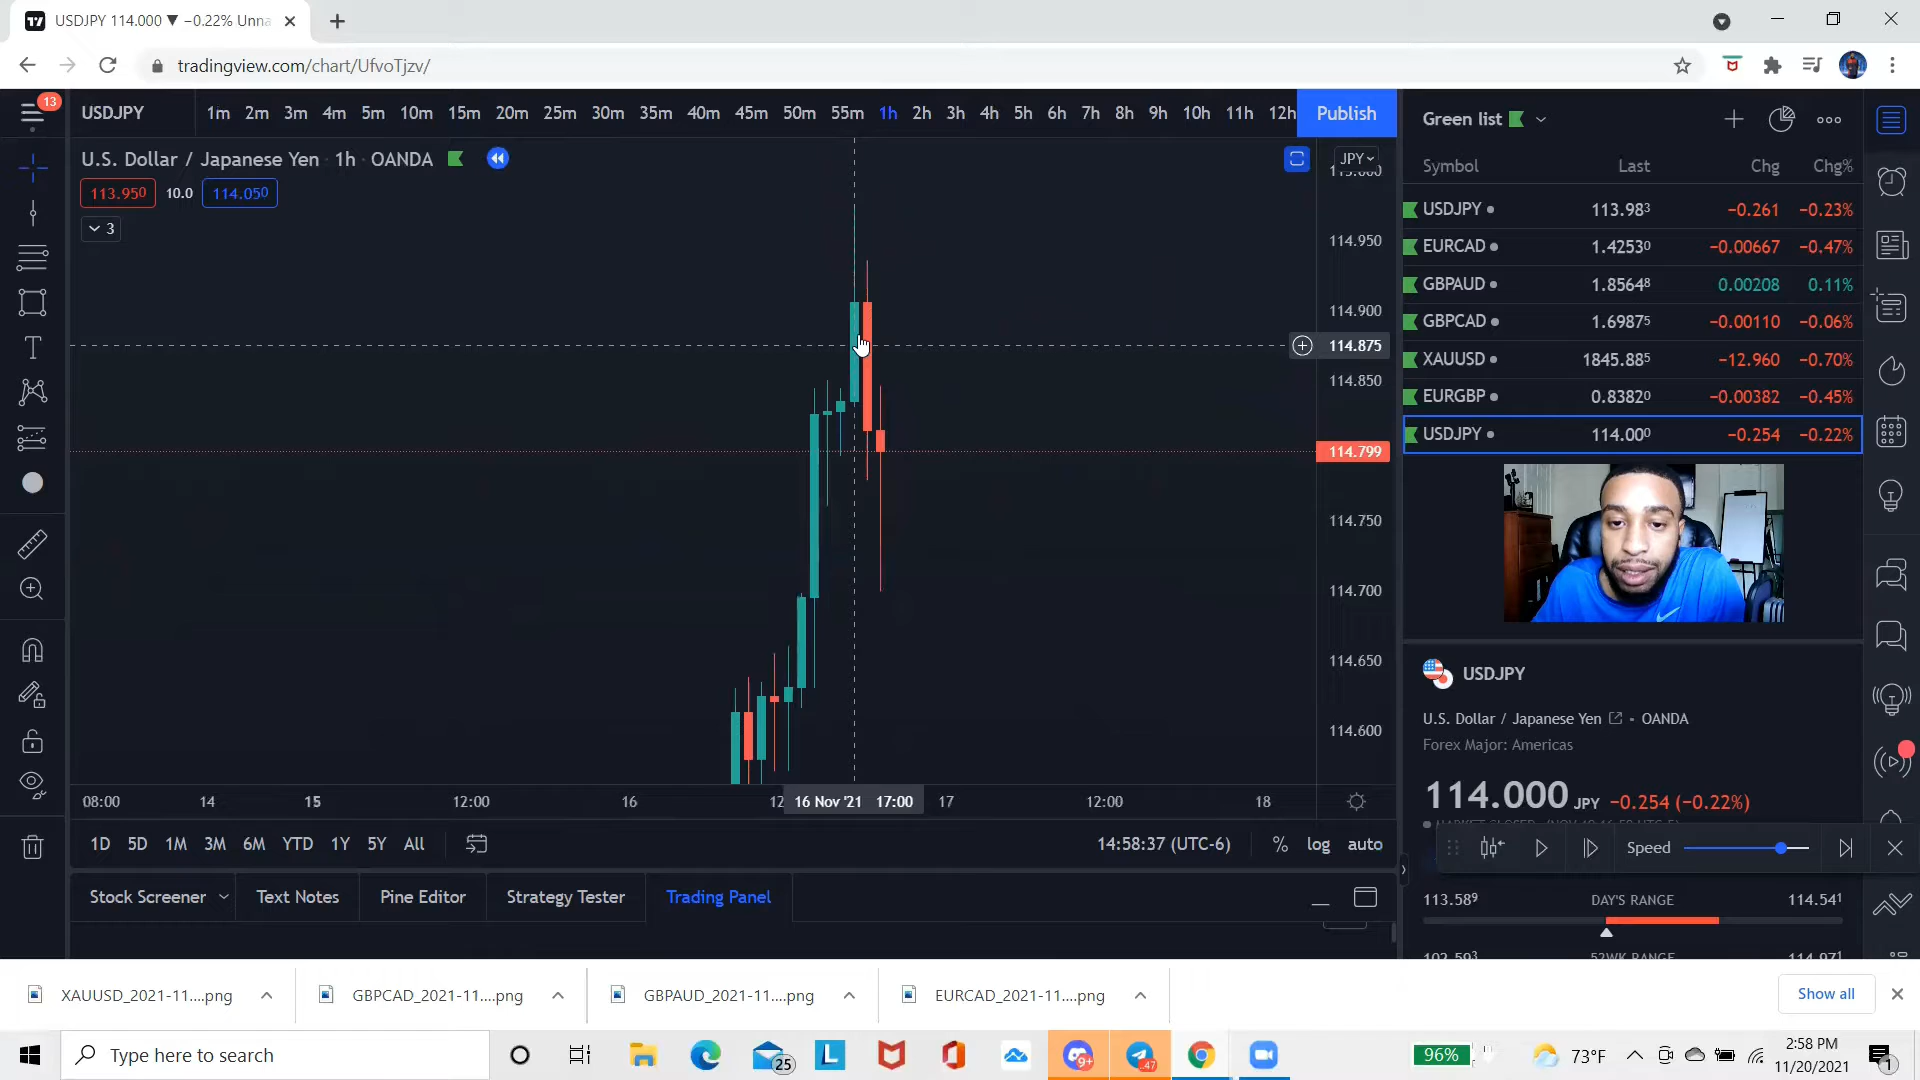 USDJPY 114.000 ▼ −0.22% Unna
tradingview.com/chart/UfvoTjzv/
13
USDJPY 1m 2m 3m 4m 5m 10m 15m 20m 25m 30m 35m 40m 45m 50m 55m 1h 2h 3h 4h 5h 6h 7h 8h 9h 10h 11h 12h Publish
U.S. Dollar / Japanese Yen · 1h · OANDA
113.950 10.0 114.050
3
JPY
114.950
114.900
114.875
114.850
114.799
114.750
114.700
114.650
114.600
08:00 14 15 12:00 16 16 Nov '21 17:00 17 12:00 18
1D 5D 1M 3M 6M YTD 1Y 5Y All 14:58:37 (UTC-6) % log auto
Stock Screener Text Notes Pine Editor Strategy Tester Trading Panel
Green list
Symbol Last Chg Chg%
USDJPY 113.983 −0.261 −0.23%
EURCAD 1.42530 −0.00667 −0.47%
GBPAUD 1.85648 0.00208 0.11%
GBPCAD 1.69875 −0.00110 −0.06%
XAUUSD 1845.885 −12.960 −0.70%
EURGBP 0.83820 −0.00382 −0.45%
USDJPY 114.000 −0.254 −0.22%
USDJPY
U.S. Dollar / Japanese Yen · OANDA
Forex Major: Americas
114.000 JPY −0.254 (−0.22%)
Speed
113.589 DAY'S RANGE 114.541
102.593 52WK RANGE 114.971
XAUUSD_2021-11....png GBPCAD_2021-11....png GBPAUD_2021-11....png EURCAD_2021-11....png Show all
Type here to search
25
L
9+
47
96%
73°F
2:58 PM
11/20/2021
1